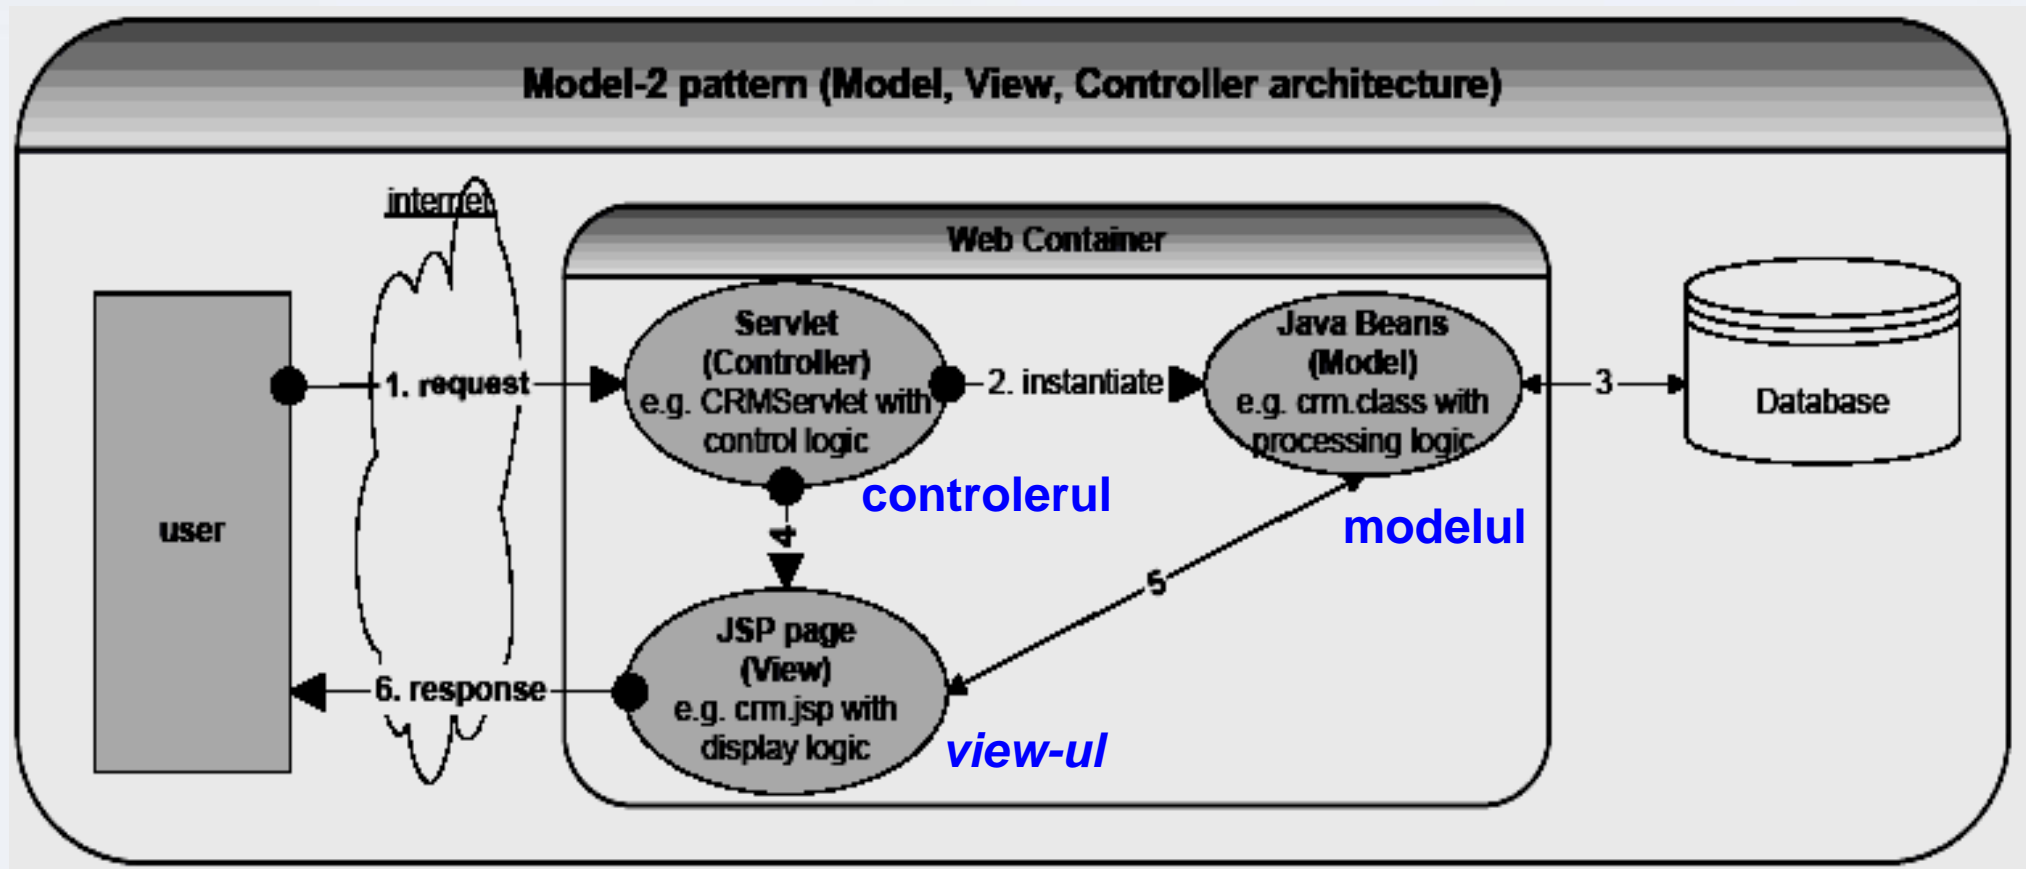 Model-2 pattern (Model, View, Controller architecture)
internet
Web Container
user
1. request
Servlet
(Controller)
e.g. CRMServlet with
control logic
controlerul
2. instantiate
Java Beans
(Model)
e.g. crm.class with
processing logic
modelul
3
Database
4
5
JSP page
(View)
e.g. crm.jsp with
display logic
view-ul
6. response